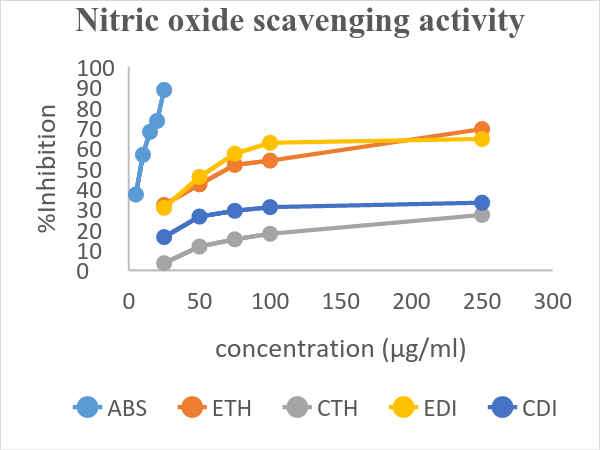 Nitric oxide scavenging activity
%Inhibition
100
90
80
70
60
50
40
30
20
10
0
0 50 100 150 200 250 300
concentration (µg/ml)
ABS ETH CTH EDI CDI